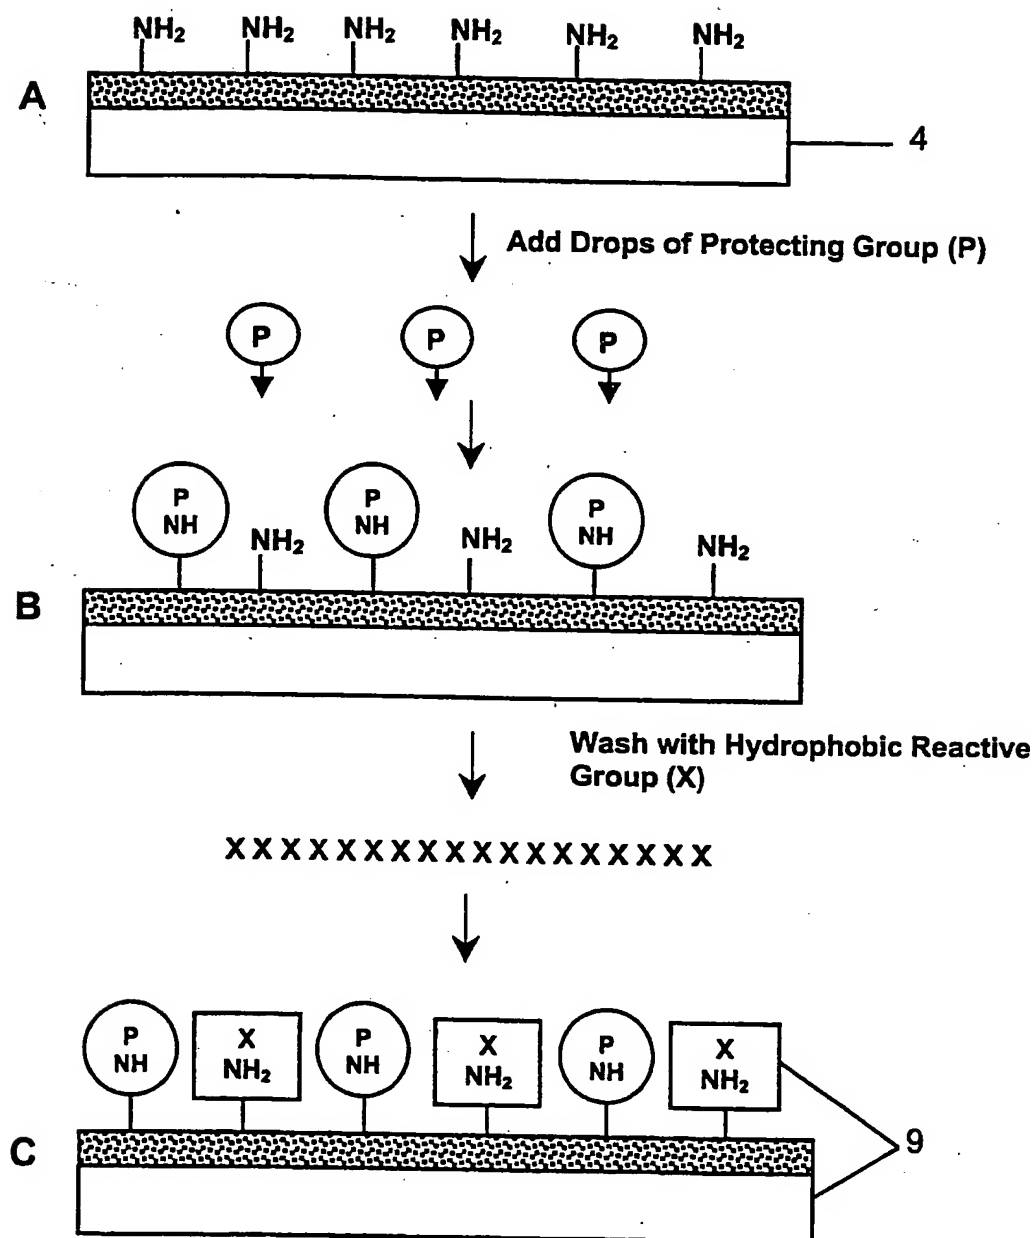 NH₂ NH₂ NH₂ NH₂ NH₂ NH₂
A
4
Add Drops of Protecting Group (P)
P P P
P P P
NH NH₂ NH NH₂ NH NH₂
B
Wash with Hydrophobic Reactive
Group (X)
X X X X X X X X X X X X X X X X X X
P X P X P X
NH NH₂ NH NH₂ NH NH₂
C
9